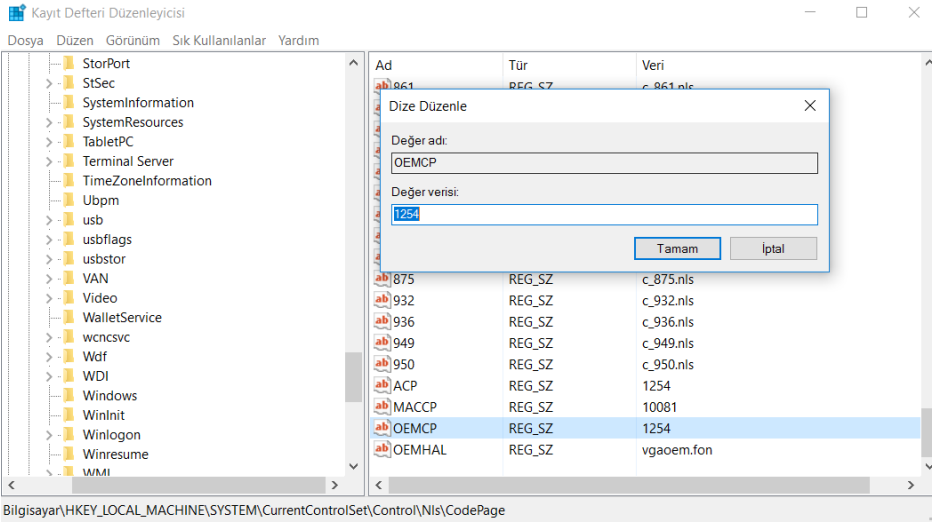 Kayıt Defteri Düzenleyicisi
Dosya Düzen Görünüm Sık Kullanılanlar Yardım
StorPort
StSec
SystemInformation
SystemResources
TabletPC
Terminal Server
TimeZoneInformation
Ubpm
usb
usbflags
usbstor
VAN
Video
WalletService
wcncsvc
Wdf
WDI
Windows
WinInit
Winlogon
Winresume
WMI
Ad Tür Veri
861 REG_SZ c_861.nls
Dize Düzenle
Değer adı:
OEMCP
Değer verisi:
1254
Tamam İptal
875 REG_SZ c_875.nls
932 REG_SZ c_932.nls
936 REG_SZ c_936.nls
949 REG_SZ c_949.nls
950 REG_SZ c_950.nls
ACP REG_SZ 1254
MACCP REG_SZ 10081
OEMCP REG_SZ 1254
OEMHAL REG_SZ vgaoem.fon
Bilgisayar\HKEY_LOCAL_MACHINE\SYSTEM\CurrentControlSet\Control\Nls\CodePage